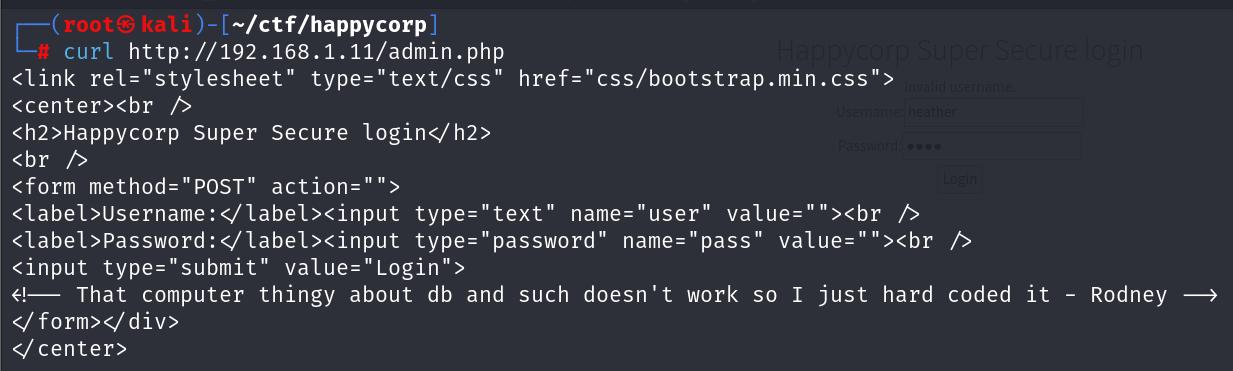 ┌──(root㉿kali)-[~/ctf/happycorp]
└─# curl http://192.168.1.11/admin.php
<link rel="stylesheet" type="text/css" href="css/bootstrap.min.css">
<center><br />
<h2>Happycorp Super Secure login</h2>
<br />
<form method="POST" action="">
<label>Username:</label><input type="text" name="user" value=""><br />
<label>Password:</label><input type="password" name="pass" value=""><br />
<input type="submit" value="Login">
<!-- That computer thingy about db and such doesn't work so I just hard coded it - Rodney -->
</form></div>
</center>
Happycorp Super Secure login
Invalid username.
Username: heather
Password: ●●●●
Login